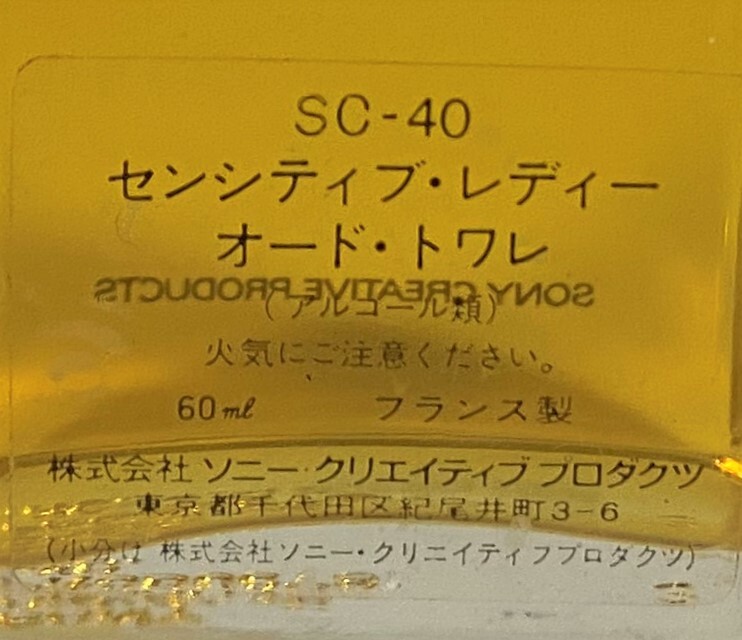 SC-40
センシティブ・レディー
オード・トワレ
SONY CREATIVE PRODUCTS
(アルコール類)
火気にご注意ください。
60ml フランス製
株式会社 ソニー・クリエイティブプロダクツ
東京都千代田区紀尾井町3-6
(小分け 株式会社ソニー・クリエイティブプロダクツ)